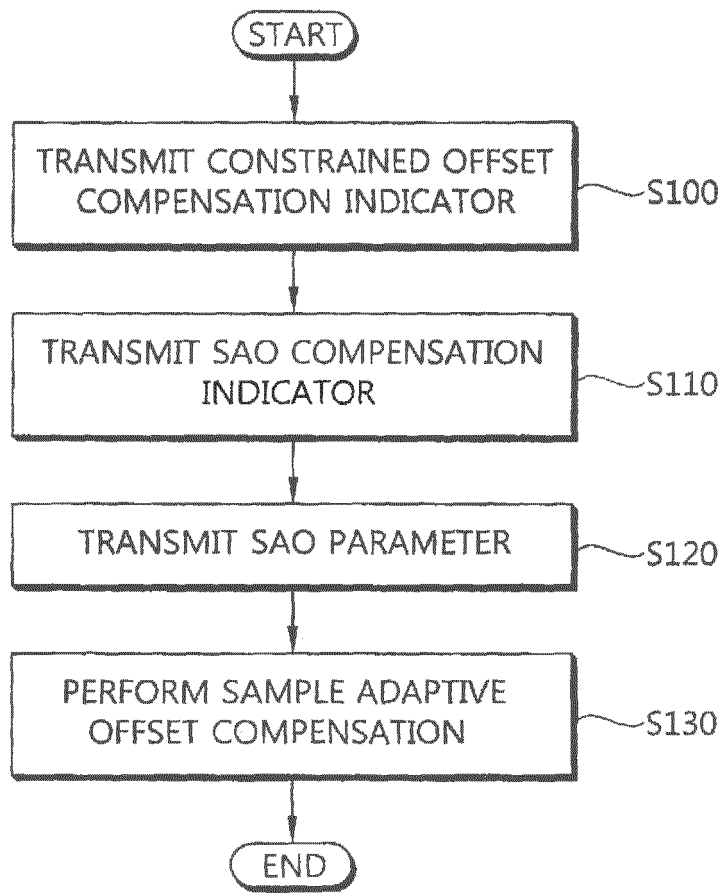 START
TRANSMIT CONSTRAINED OFFSET
COMPENSATION INDICATOR
S100
TRANSMIT SAO COMPENSATION
INDICATOR
S110
TRANSMIT SAO PARAMETER
S120
PERFORM SAMPLE ADAPTIVE
OFFSET COMPENSATION
S130
END